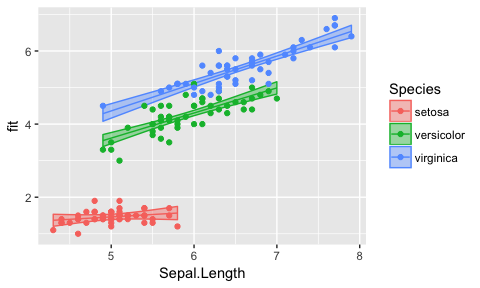 fit
6
4
2
5
6
7
8
Sepal.Length
Species
setosa
versicolor
virginica